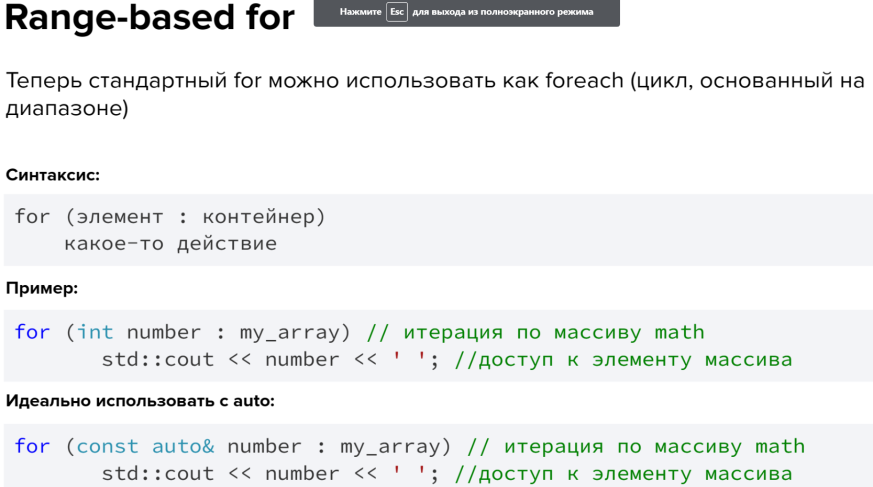 Range-based for
Нажмите Esc для выхода из полноэкранного режима
Теперь стандартный for можно использовать как foreach (цикл, основанный на
диапазоне)
Синтаксис:
for (элемент : контейнер)
    какое-то действие
Пример:
for (int number : my_array) // итерация по массиву math
       std::cout << number << ' '; //доступ к элементу массива
Идеально использовать с auto:
for (const auto& number : my_array) // итерация по массиву math
       std::cout << number << ' '; //доступ к элементу массива